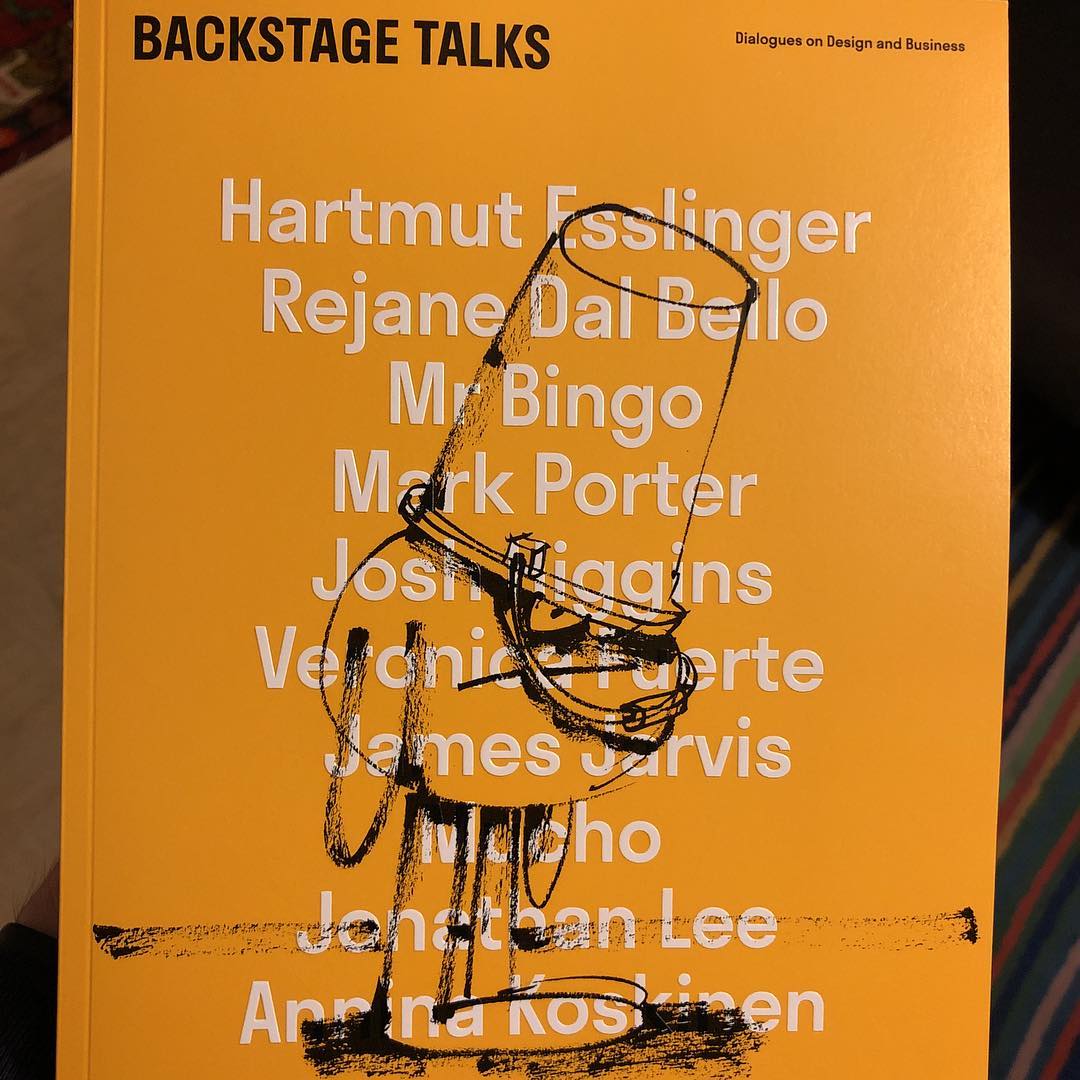 BACKSTAGE TALKS
Dialogues on Design and Business
Hartmut Esslinger
Rejane Dal Bello
Mr Bingo
Mark Porter
Josh Higgins
Veronica Fuerte
James Jarvis
Mucho
Jonathan Lee
Annina Koskinen